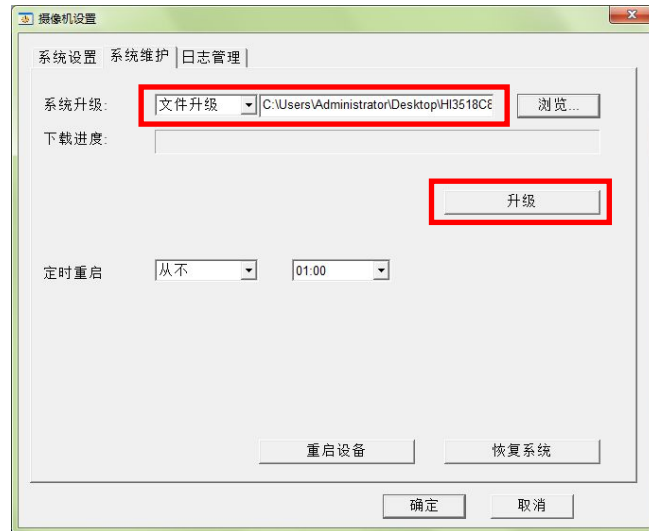 摄像机设置
系统设置 系统维护 日志管理
系统升级: 文件升级 C:\Users\Administrator\Desktop\HI3518C8 浏览...
下载进度:
升级
定时重启 从不 01:00
重启设备 恢复系统
确定 取消